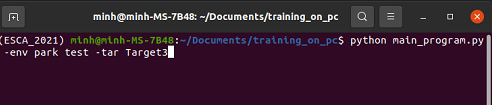 minh@minh-MS-7B48: ~/Documents/training_on_pc
(ESCA_2021) minh@minh-MS-7B48:~/Documents/training_on_pc$ python main_program.py
-env park test -tar Target3